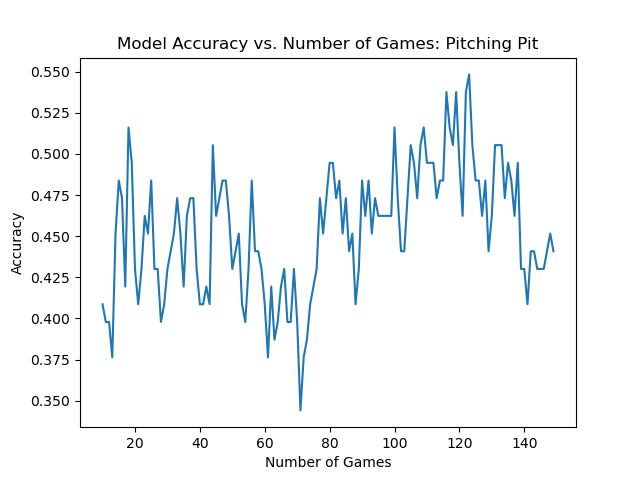 Model Accuracy vs. Number of Games: Pitching Pit
0.550
0.525
0.500
0.475
0.450
0.425
0.400
0.375
0.350
Accuracy
20 40 60 80 100 120 140
Number of Games